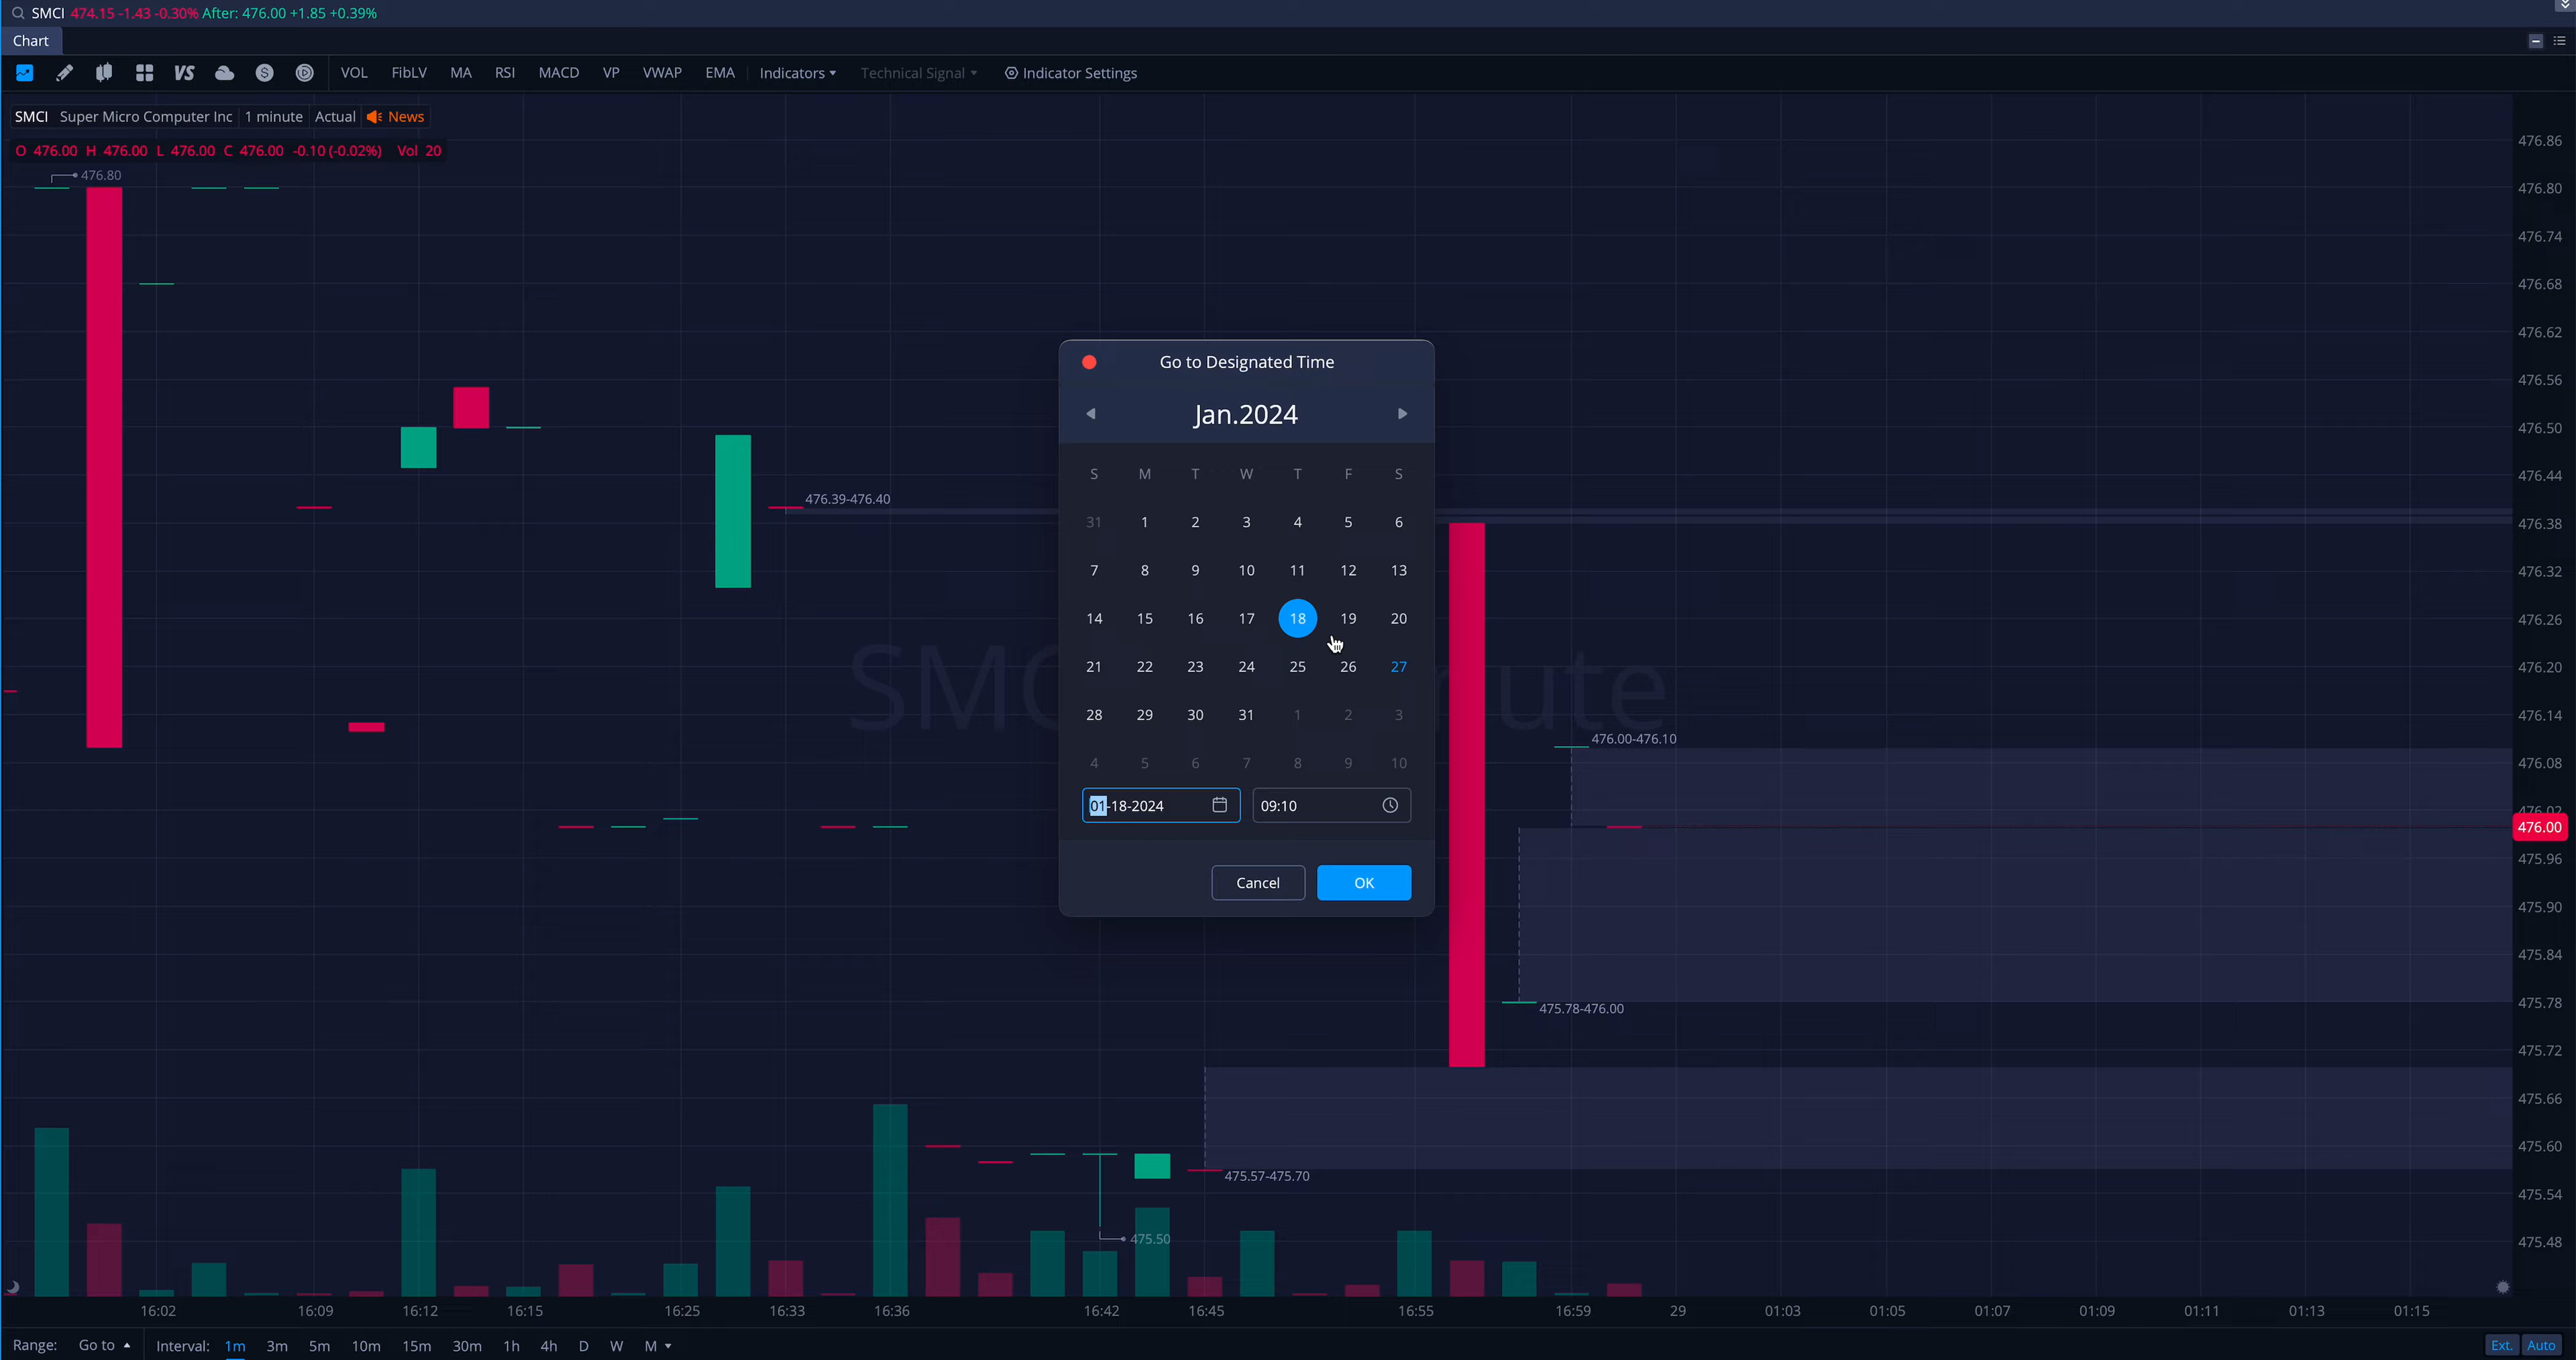 SMCI 474.15 -1.43 -0.30% After: 476.00 +1.85 +0.39%
Chart
VS VOL FibLV MA RSI MACD VP VWAP EMA Indicators Technical Signal Indicator Settings
SMCI Super Micro Computer Inc 1 minute Actual News
O 476.00 H 476.00 L 476.00 C 476.00 -0.10 (-0.02%) Vol 20
476.80
476.39-476.40
476.00-476.10
475.78-476.00
475.57-475.70
475.50
Go to Designated Time
Jan.2024
S M T W T F S
31 1 2 3 4 5 6
7 8 9 10 11 12 13
14 15 16 17 18 19 20
21 22 23 24 25 26 27
28 29 30 31 1 2 3
4 5 6 7 8 9 10
01-18-2024 09:10
Cancel OK
476.86
476.80
476.74
476.68
476.62
476.56
476.50
476.44
476.38
476.32
476.26
476.20
476.14
476.08
476.02
476.00
475.96
475.90
475.84
475.78
475.72
475.66
475.60
475.54
475.48
16:02 16:09 16:12 16:15 16:25 16:33 16:36 16:42 16:45 16:55 16:59 29 01:03 01:05 01:07 01:09 01:11 01:13 01:15
Range: Go to Interval: 1m 3m 5m 10m 15m 30m 1h 4h D W M Ext. Auto